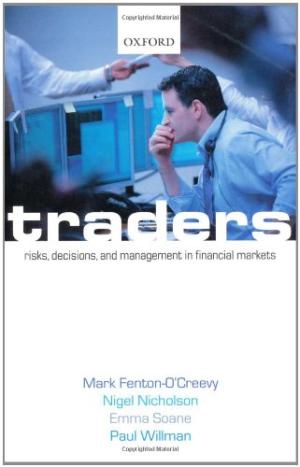 Copyrighted Material
OXFORD
traders
risks, decisions, and management in financial markets
Mark Fenton-O'Creevy
Nigel Nicholson
Emma Soane
Paul Willman
Copyrighted Material